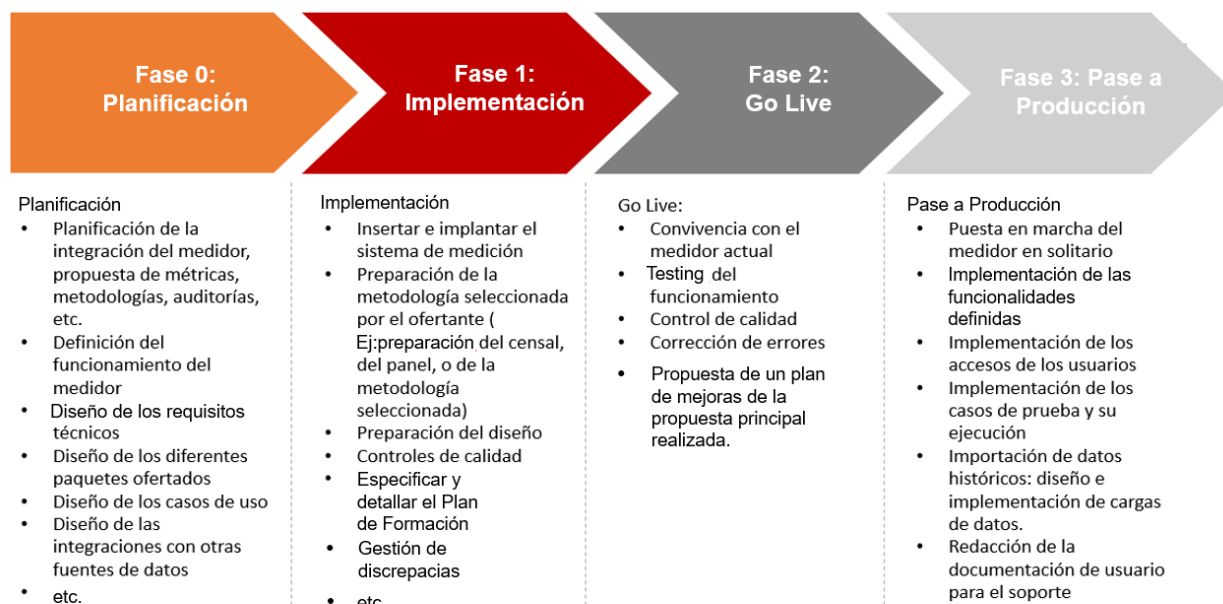 Fase 0:
Planificación
Fase 1:
Implementación
Fase 2:
Go Live
Fase 3: Pase a
Producción
Planificación
• Planificación de la
integración del medidor,
propuesta de métricas,
metodologías, auditorías,
etc.
• Definición del
funcionamiento del
medidor
• Diseño de los requisitos
técnicos
• Diseño de los diferentes
paquetes ofertados
• Diseño de los casos de uso
• Diseño de las
integraciones con otras
fuentes de datos
• etc.
Implementación
• Insertar e implantar el
sistema de medición
• Preparación de la
metodología seleccionada
por el ofertante (
Ej:preparación del censal,
del panel, o de la
metodología
seleccionada)
• Preparación del diseño
• Controles de calidad
• Especificar y
detallar el Plan
de Formación
• Gestión de
discrepacias
• etc
Go Live:
• Convivencia con el
medidor actual
• Testing del
funcionamiento
• Control de calidad
• Corrección de errores
• Propuesta de un plan
de mejoras de la
propuesta principal
realizada.
Pase a Producción
• Puesta en marcha del
medidor en solitario
• Implementación de las
funcionalidades
definidas
• Implementación de los
accesos de los usuarios
• Implementación de los
casos de prueba y su
ejecución
• Importación de datos
históricos: diseño e
implementación de cargas
de datos.
• Redacción de la
documentación de usuario
para el soporte